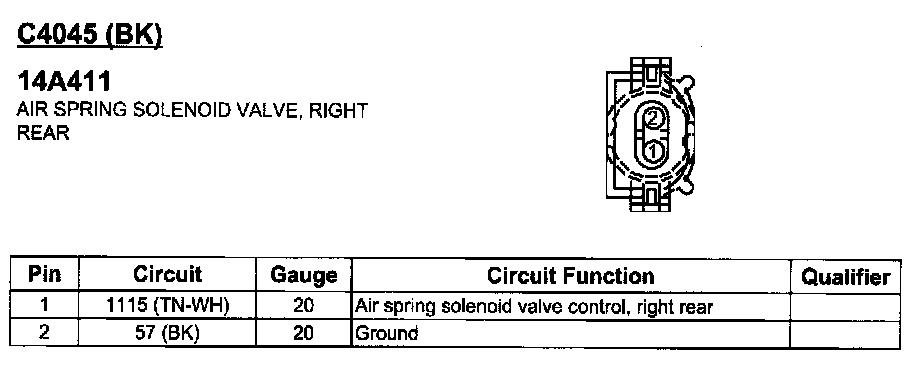 C4045 (BK)
14A411
AIR SPRING SOLENOID VALVE, RIGHT
REAR
2
1
Pin Circuit Gauge Circuit Function Qualifier
1 1115 (TN-WH) 20 Air spring solenoid valve control, right rear
2 57 (BK) 20 Ground